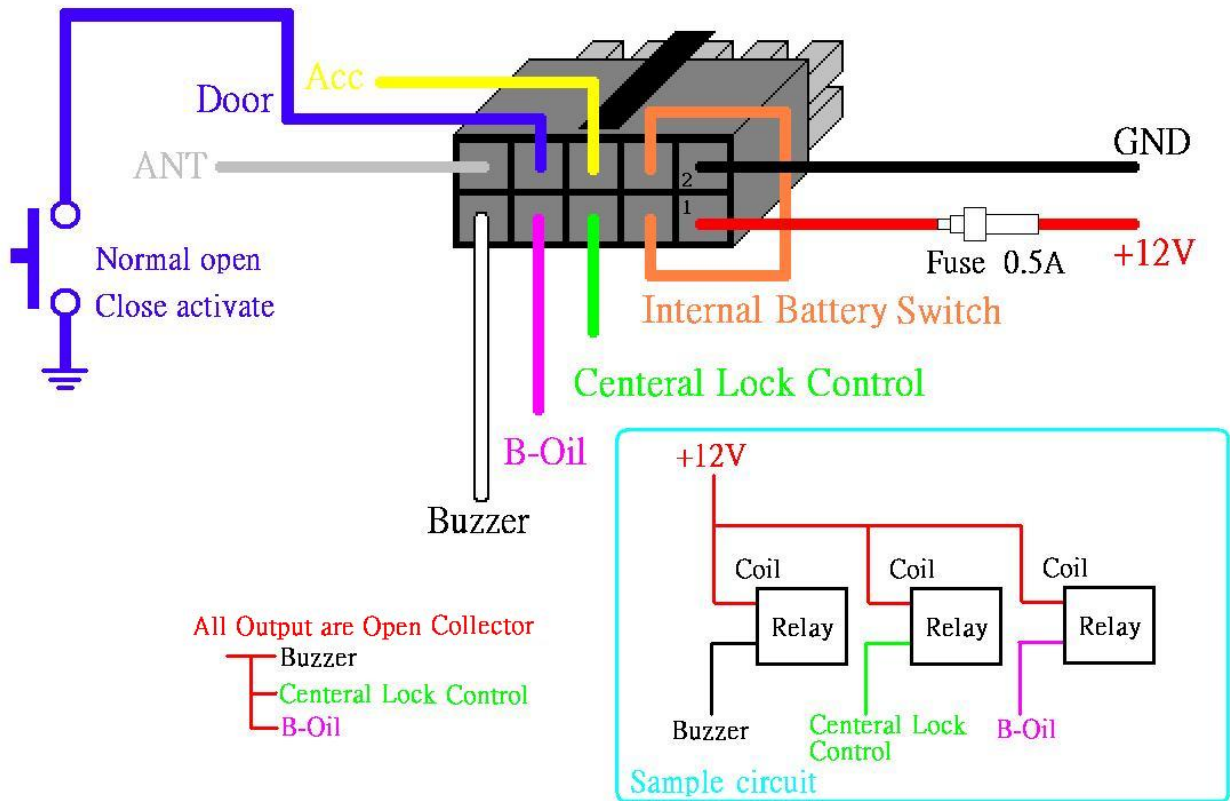 Acc
Door
GND
ANT
2
1
Normal open
Close activate
Fuse 0.5A
+12V
Internal Battery Switch
Centeral Lock Control
B-Oil
Buzzer
All Output are Open Collector
Buzzer
Centeral Lock Control
B-Oil
+12V
Coil
Coil
Coil
Relay
Relay
Relay
Buzzer
Centeral Lock
Control
B-Oil
Sample circuit